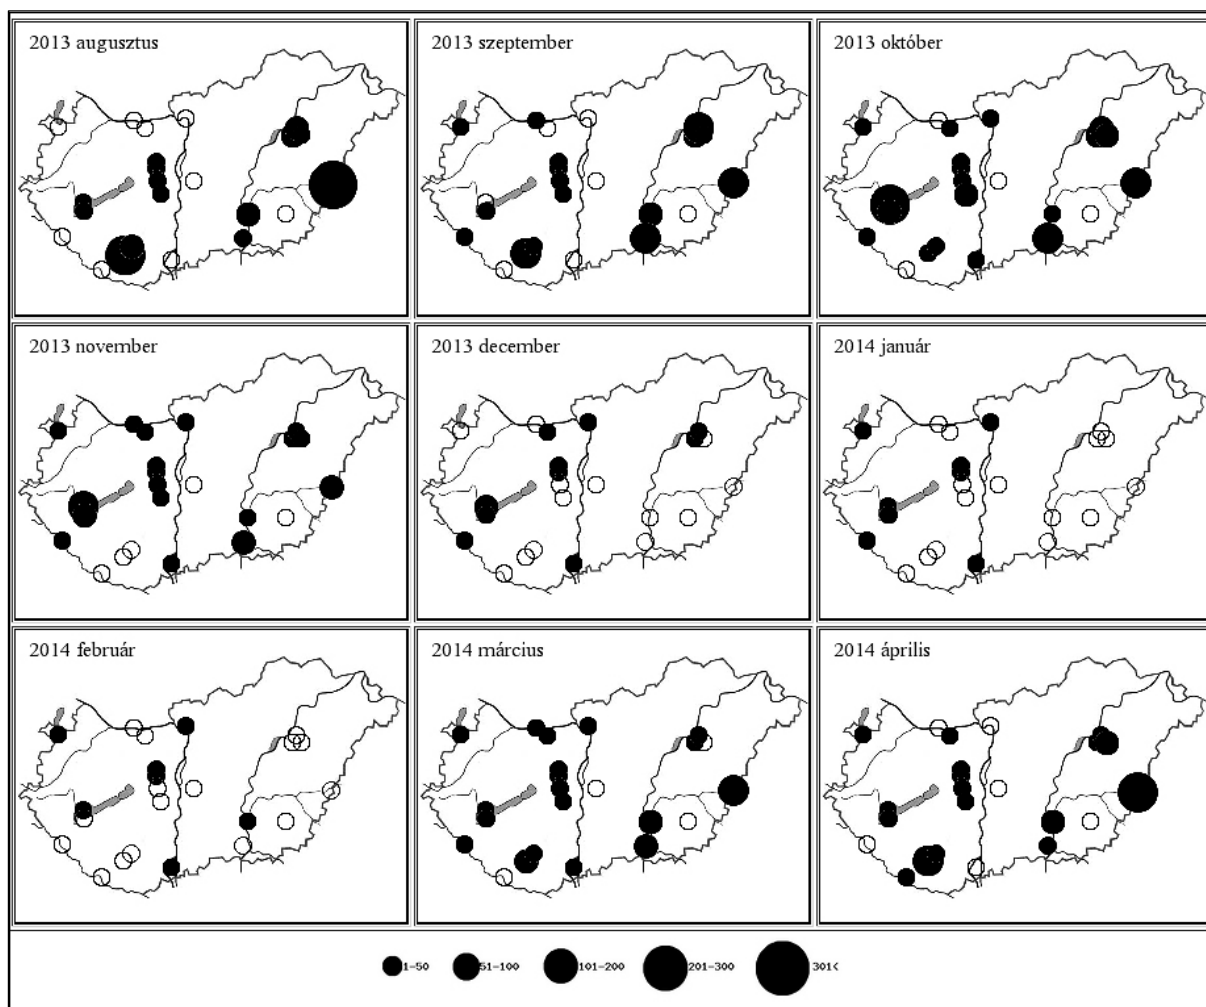 2013 augusztus
2013 szeptember
2013 október
2013 november
2013 december
2014 január
2014 február
2014 március
2014 április
1-50 51-100 101-200 201-300 301<